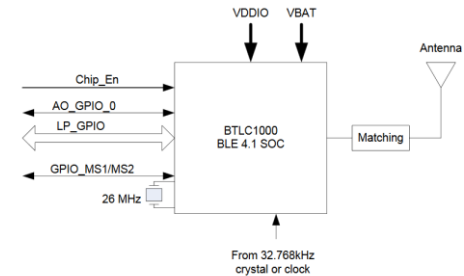 VDDIO
VBAT
Antenna
Chip_En
AO_GPIO_0
LP_GPIO
BTLC1000
BLE 4.1 SOC
Matching
GPIO_MS1/MS2
26 MHz
From 32.768kHz
crystal or clock